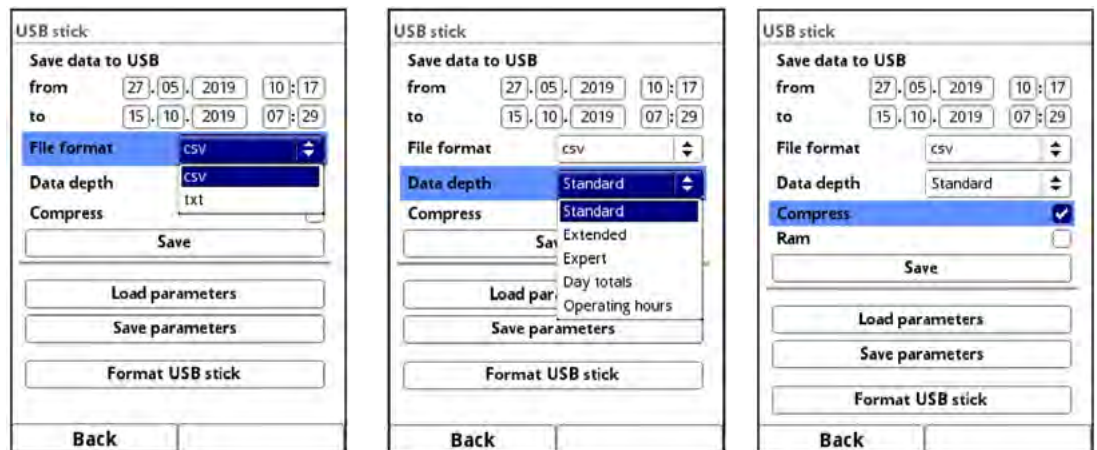 USB stick
Save data to USB
from 27.05.2019 10:17
to 15.10.2019 07:29
File format csv
csv
Data depth
txt
Compress
Save
Load parameters
Save parameters
Format USB stick
Back
USB stick
Save data to USB
from 27.05.2019 10:17
to 15.10.2019 07:29
File format csv
Data depth Standard
Compress Standard
Extended
Sa
Expert
Day totals
Load par
Operating hours
Save parameters
Format USB stick
Back
USB stick
Save data to USB
from 27.05.2019 10:17
to 15.10.2019 07:29
File format csv
Data depth Standard
Compress
Ram
Save
Load parameters
Save parameters
Format USB stick
Back